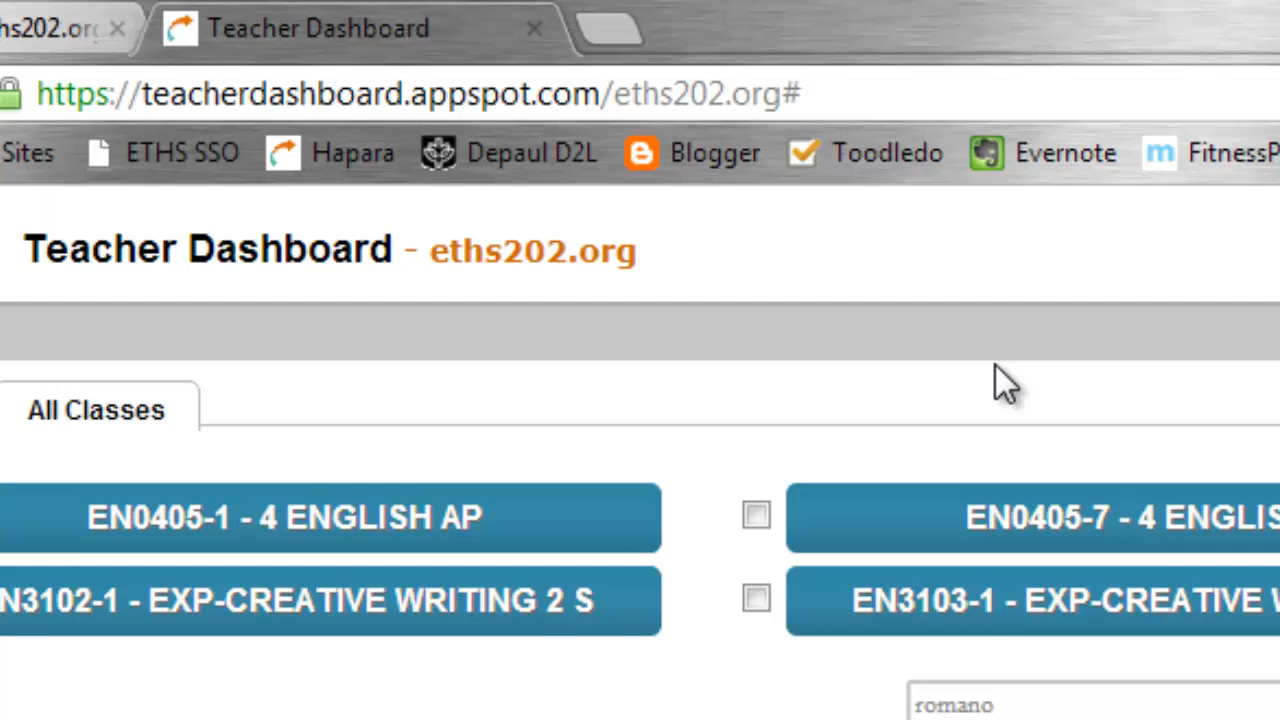 hs202.org Teacher Dashboard
https://teacherdashboard.appspot.com/eths202.org#
Sites ETHS SSO Hapara Depaul D2L Blogger Toodledo Evernote FitnessP
Teacher Dashboard - eths202.org
All Classes
EN0405-1 - 4 ENGLISH AP EN0405-7 - 4 ENGLIS
N3102-1 - EXP-CREATIVE WRITING 2 S EN3103-1 - EXP-CREATIVE W
romano